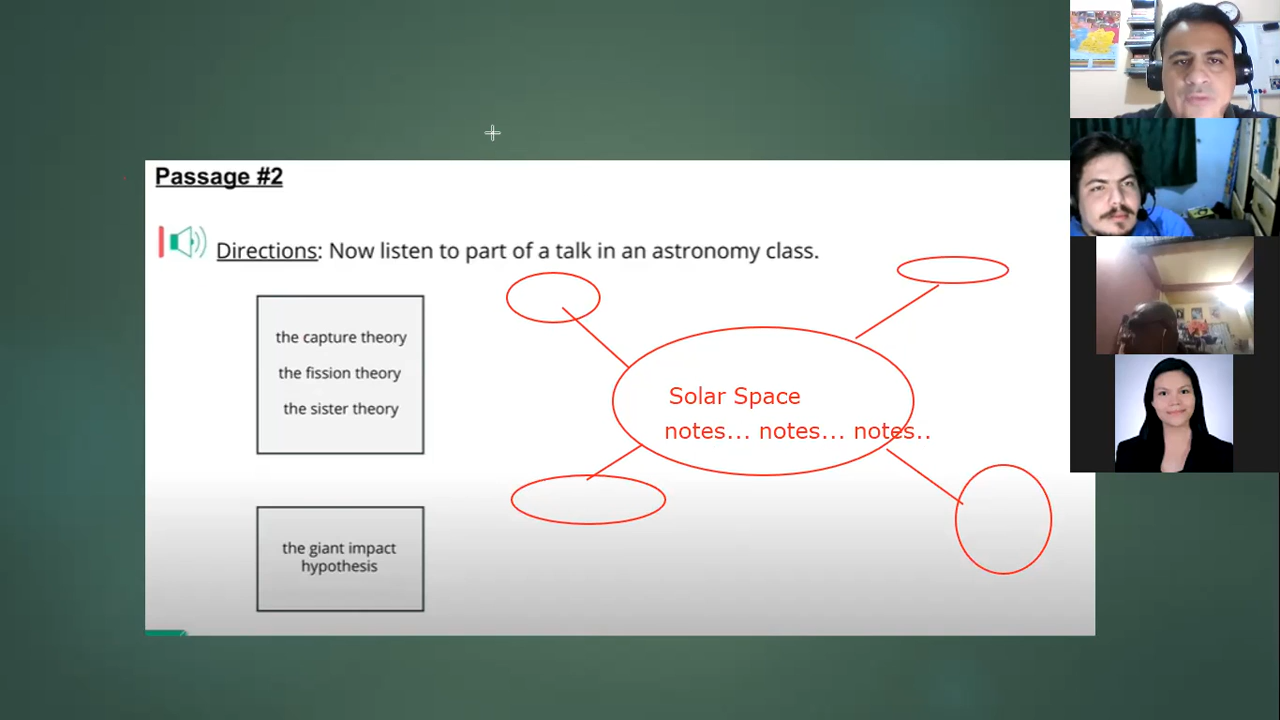 Passage #2
Directions: Now listen to part of a talk in an astronomy class.
the capture theory
the fission theory
the sister theory
Solar Space
notes... notes... notes..
the giant impact
hypothesis